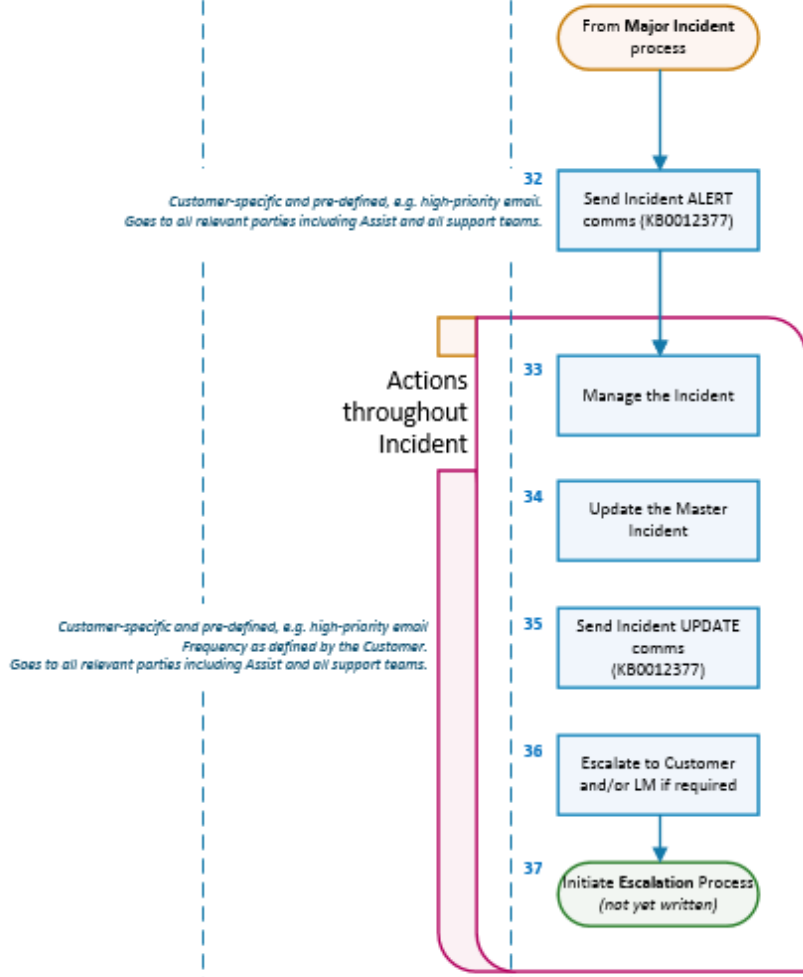 From Major Incident
process
32
Customer-specific and pre-defined, e.g. high-priority email.
Goes to all relevant parties including Assist and all support teams.
Send Incident ALERT
comms (KB0012377)
Actions
throughout
Incident
33
Manage the Incident
34
Update the Master
Incident
Customer-specific and pre-defined, e.g. high-priority email
Frequency as defined by the Customer.
Goes to all relevant parties including Assist and all support teams.
35
Send Incident UPDATE
comms
(KB0012377)
36
Escalate to Customer
and/or LM if required
37
Initiate Escalation Process
(not yet written)